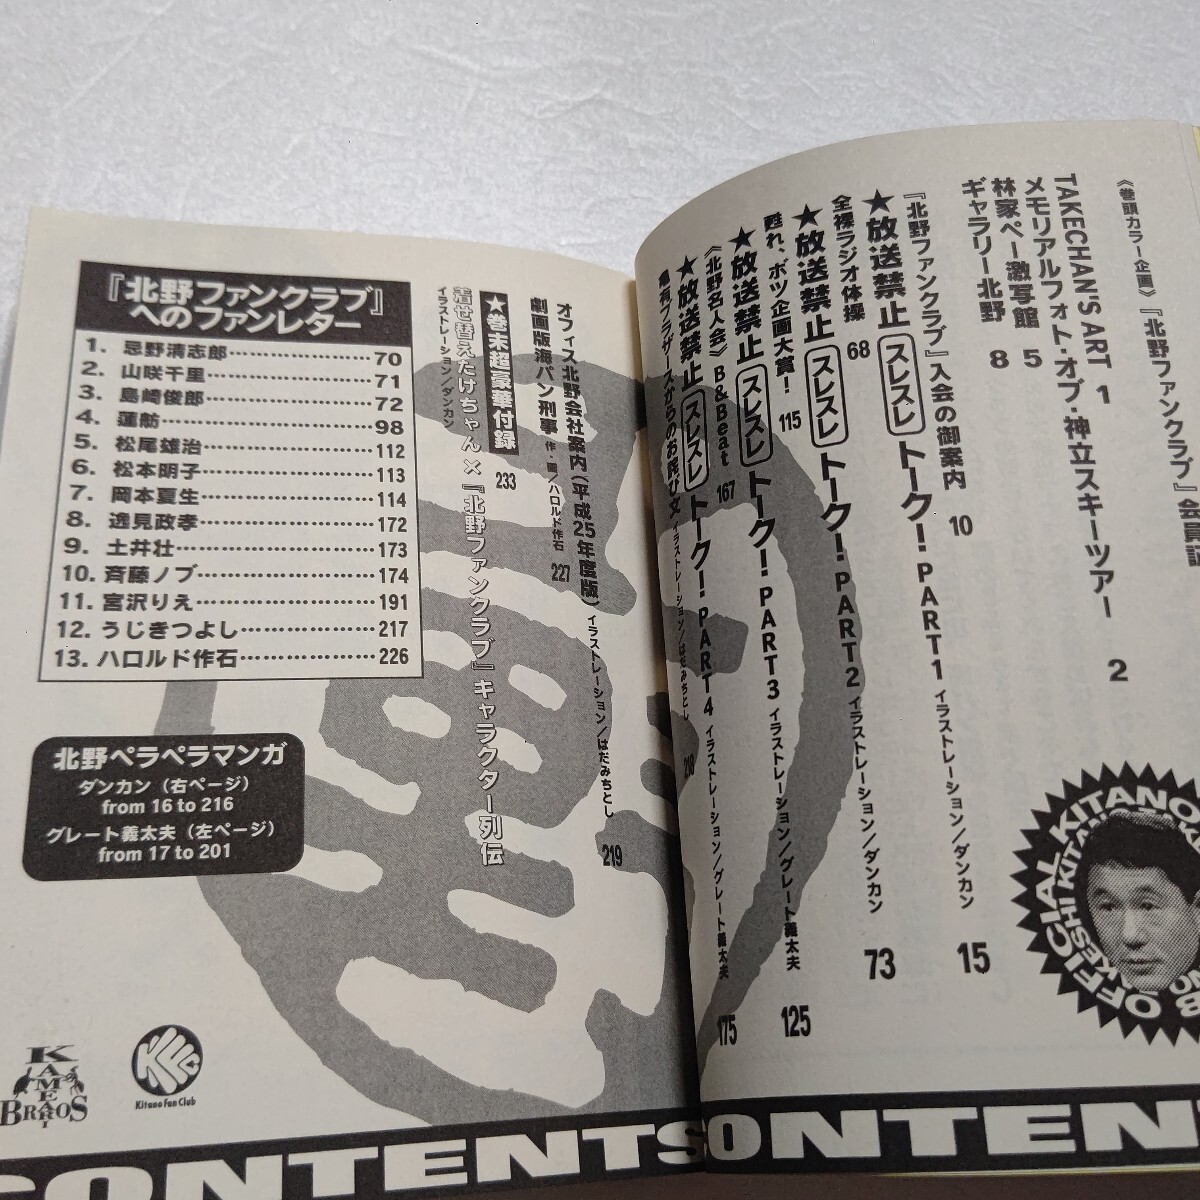 《巻頭カラー企画》『北野ファンクラブ』会員証
TAKECHAN'S ART 1
メモリアルフォト・オブ・神立スキーツアー 2
林家ペー激写館 5
ギャラリー北野 8
『北野ファンクラブ』入会の御案内 10
★放送禁止スレスレトーク! PART1 イラストレーション/ダンカン 15
全裸ラジオ体操 68
★放送禁止スレスレトーク! PART2 イラストレーション/ダンカン 73
甦れ、ボツ企画大賞! 115
★放送禁止スレスレトーク! PART3 イラストレーション/グレート義太夫 125
《北野名人会》B&Beat 167
★放送禁止スレスレトーク! PART4 イラストレーション/グレート義太夫 175
亀有ブラザースからのお詫び文 イラストレーション/はだみちとし 218
OFFICIAL KITANO
TAKESHI KITANO
オフィス北野会社案内(平成25年度版) イラストレーション/はだみちとし 219
劇画版海パン刑事 作・画/ハロルド作石 227
★巻末超豪華付録 233
着せ替えたけちゃん×『北野ファンクラブ』キャラクター列伝
イラストレーション/ダンカン
『北野ファンクラブ』
へのファンレター
1. 忌野清志郎……………………70
2. 山咲千里………………………71
3. 島崎俊郎………………………72
4. 蓮舫……………………………98
5. 松尾雄治………………………112
6. 松本明子………………………113
7. 岡本夏生………………………114
8. 逸見政孝………………………172
9. 土井壮…………………………173
10. 斉藤ノブ……………………174
11. 宮沢りえ……………………191
12. うじきつよし………………217
13. ハロルド作石………………226
北野ペラペラマンガ
ダンカン(右ページ)
from 16 to 216
グレート義太夫(左ページ)
from 17 to 201
KAMEARI
BROS
KFC
Kitano Fan Club
CONTENTS
CONTEN